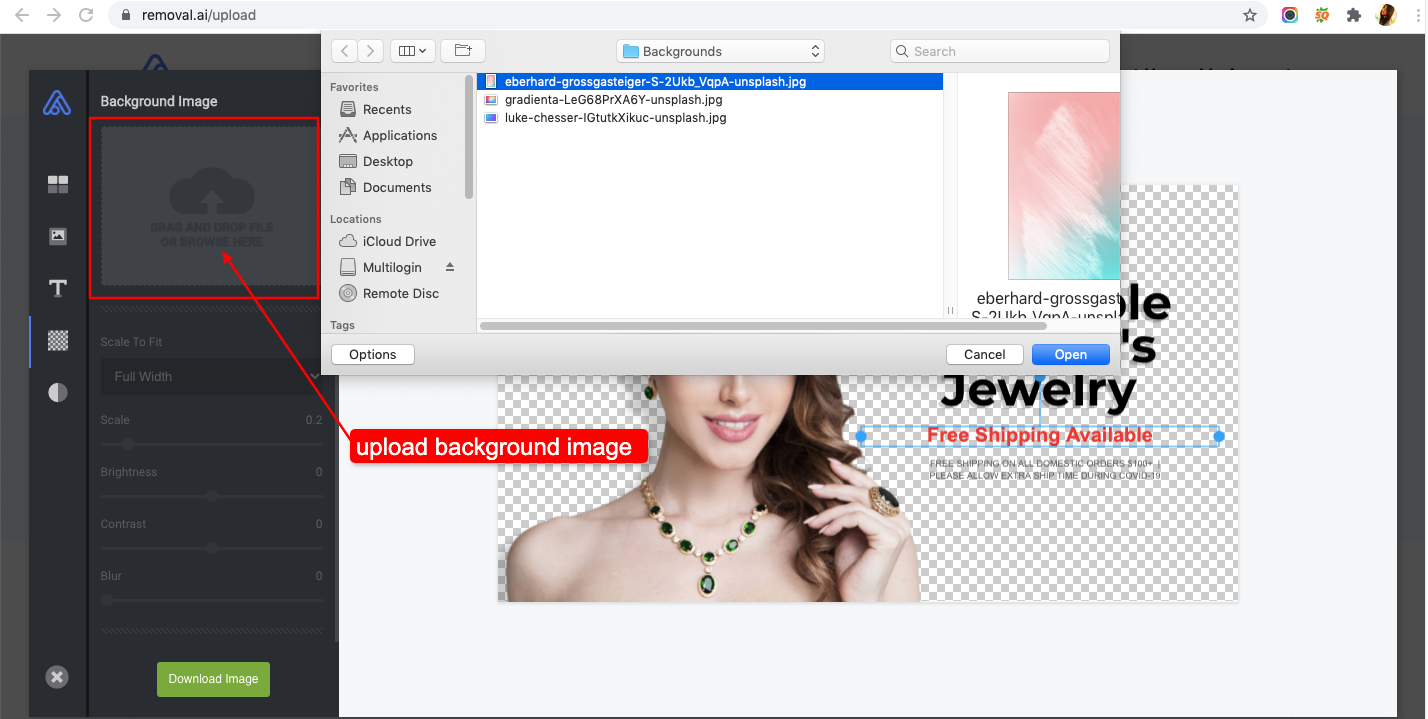 removal.ai/upload
Backgrounds
Search
Favorites
Recents
Applications
Desktop
Documents
Locations
iCloud Drive
Multilogin
Remote Disc
Tags
eberhard-grossgasteiger-S-2Ukb_VqpA-unsplash.jpg
gradienta-LeG68PrXA6Y-unsplash.jpg
luke-chesser-IGtutkXikuc-unsplash.jpg
eberhard-grossgast
S-2Ukb_VqpA-unspl
Options
Cancel
Open
Background Image
DRAG AND DROP FILE
OR BROWSE HERE
Scale To Fit
Full Width
Scale 0.2
Brightness 0
Contrast 0
Blur 0
Download Image
upload background image
ble
's
Jewelry
Free Shipping Available
FREE SHIPPING ON ALL DOMESTIC ORDERS $100+ |
PLEASE ALLOW EXTRA SHIP TIME DURING COVID-19